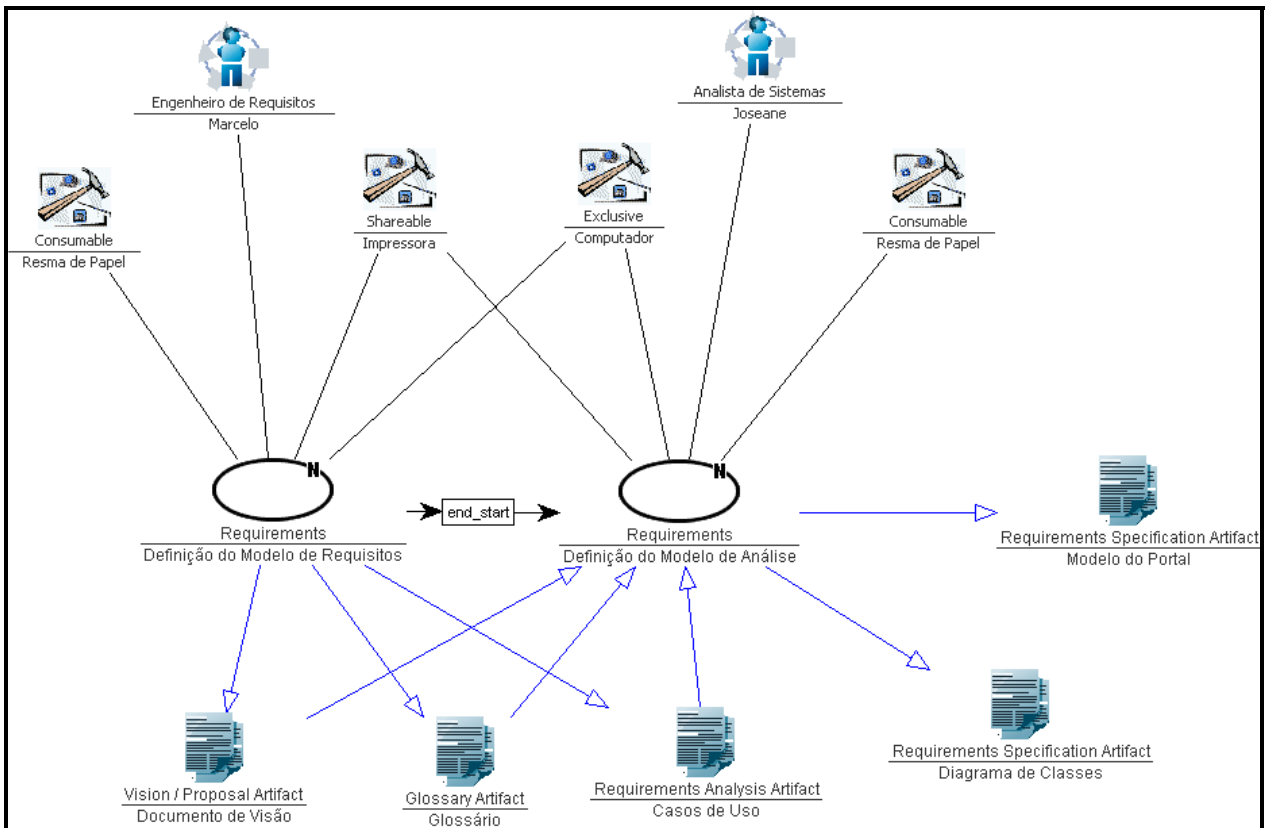 Engenheiro de Requisitos
Marcelo
Analista de Sistemas
Joseane
Consumable
Resma de Papel
Shareable
Impressora
Exclusive
Computador
Consumable
Resma de Papel
N
N
end_start
Requirements
Definição do Modelo de Requisitos
Requirements
Definição do Modelo de Análise
Requirements Specification Artifact
Modelo do Portal
Vision / Proposal Artifact
Documento de Visão
Glossary Artifact
Glossário
Requirements Analysis Artifact
Casos de Uso
Requirements Specification Artifact
Diagrama de Classes